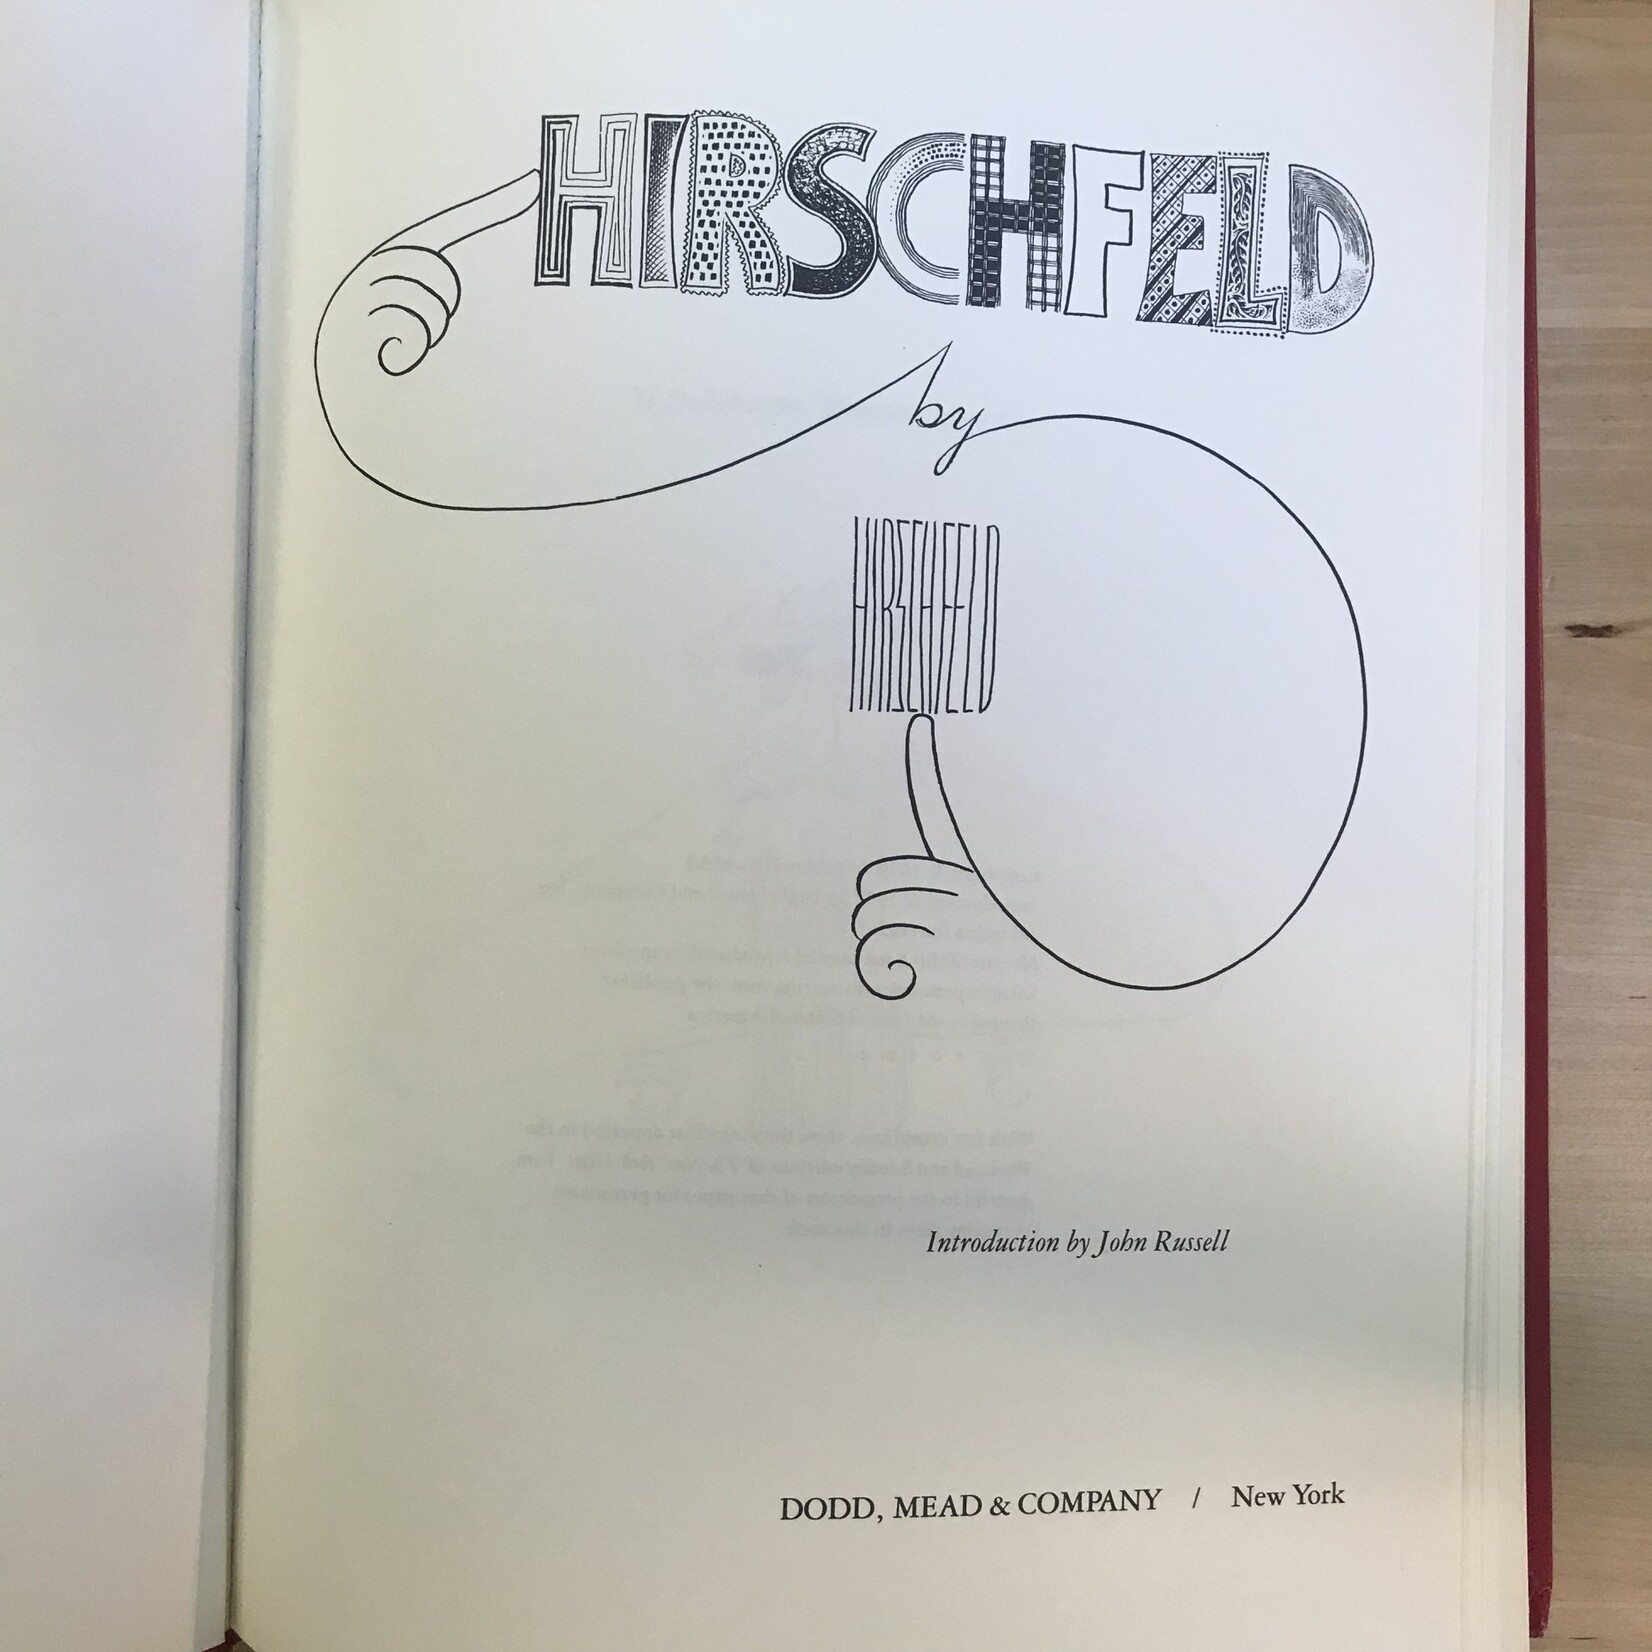 HIRSCHFELD
by
HIRSCHFELD
Introduction by John Russell
DODD, MEAD & COMPANY / New York